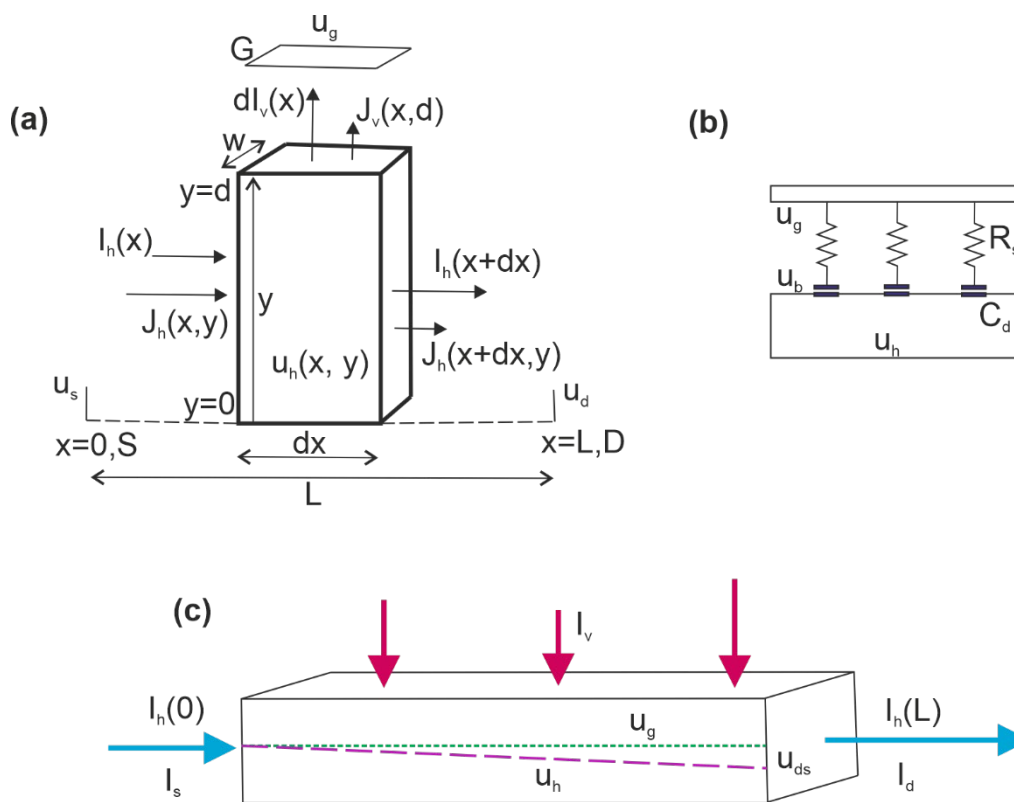 u_g
G
(a)
dI_v(x)
J_v(x,d)
w
y=d
I_h(x)
I_h(x+dx)
y
J_h(x,y)
J_h(x+dx,y)
u_h(x, y)
u_s
y=0
u_d
x=0,S
dx
x=L,D
L
(b)
u_g
u_b
C_d
u_h
(c)
I_v
I_h(0)
I_h(L)
u_g
u_ds
u_h
I_s
I_d